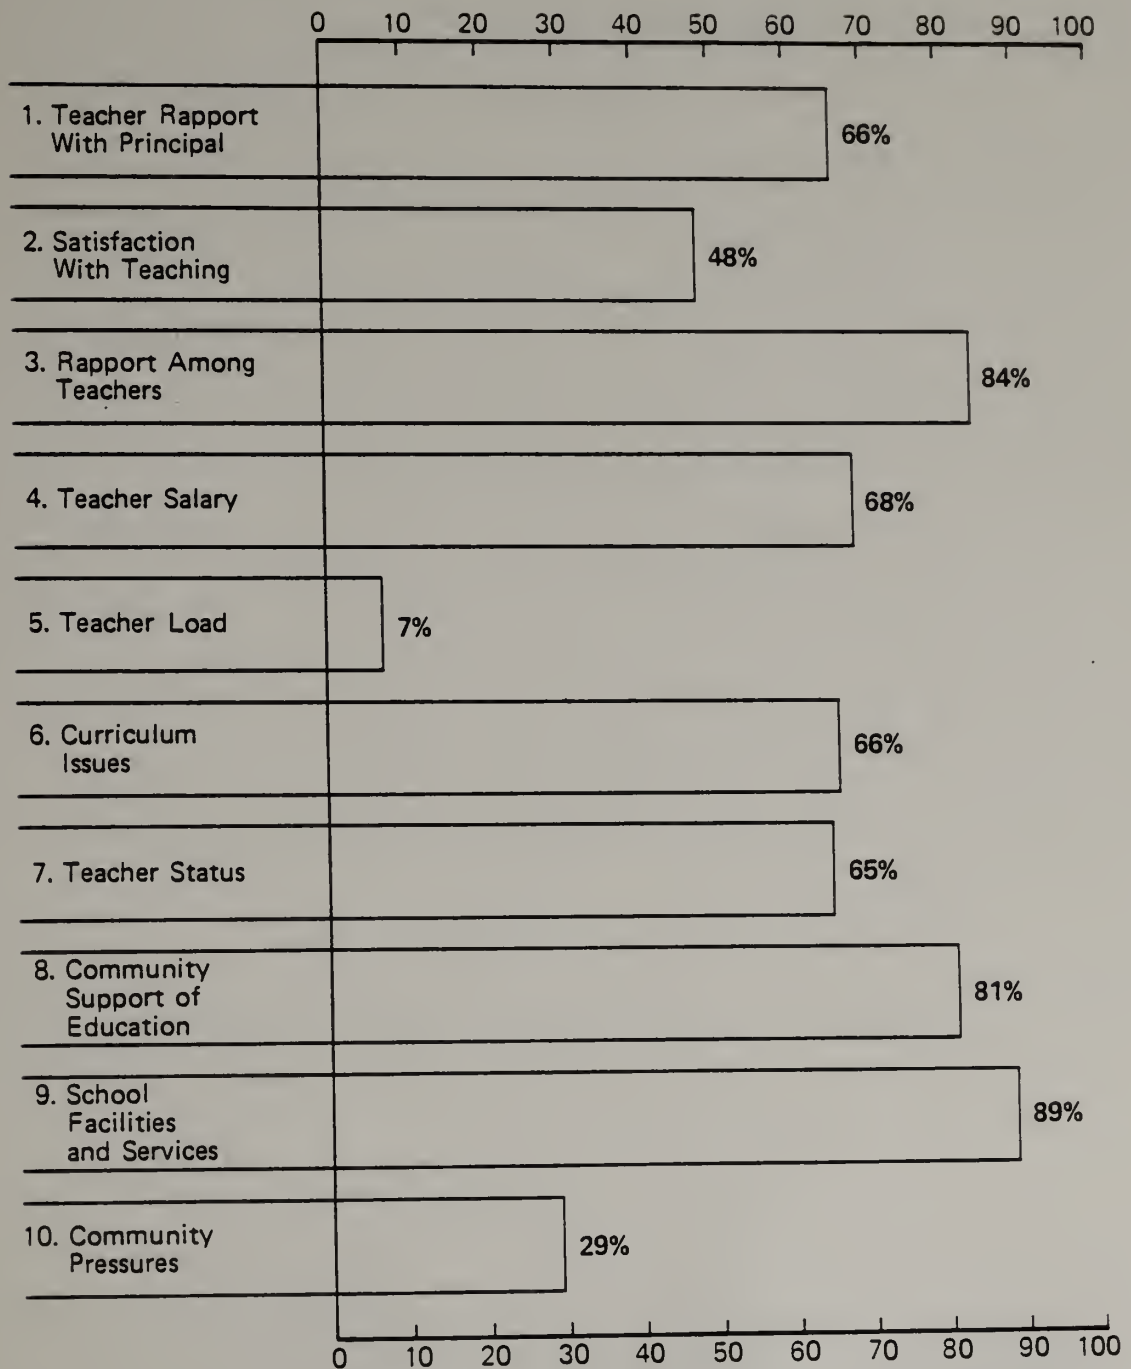 0 10 20 30 40 50 60 70 80 90 100
1. Teacher Rapport
With Principal
66%
2. Satisfaction
With Teaching
48%
3. Rapport Among
Teachers
84%
4. Teacher Salary
68%
5. Teacher Load
7%
6. Curriculum
Issues
66%
7. Teacher Status
65%
8. Community
Support of
Education
81%
9. School
Facilities
and Services
89%
10. Community
Pressures
29%
0 10 20 30 40 50 60 70 80 90 100